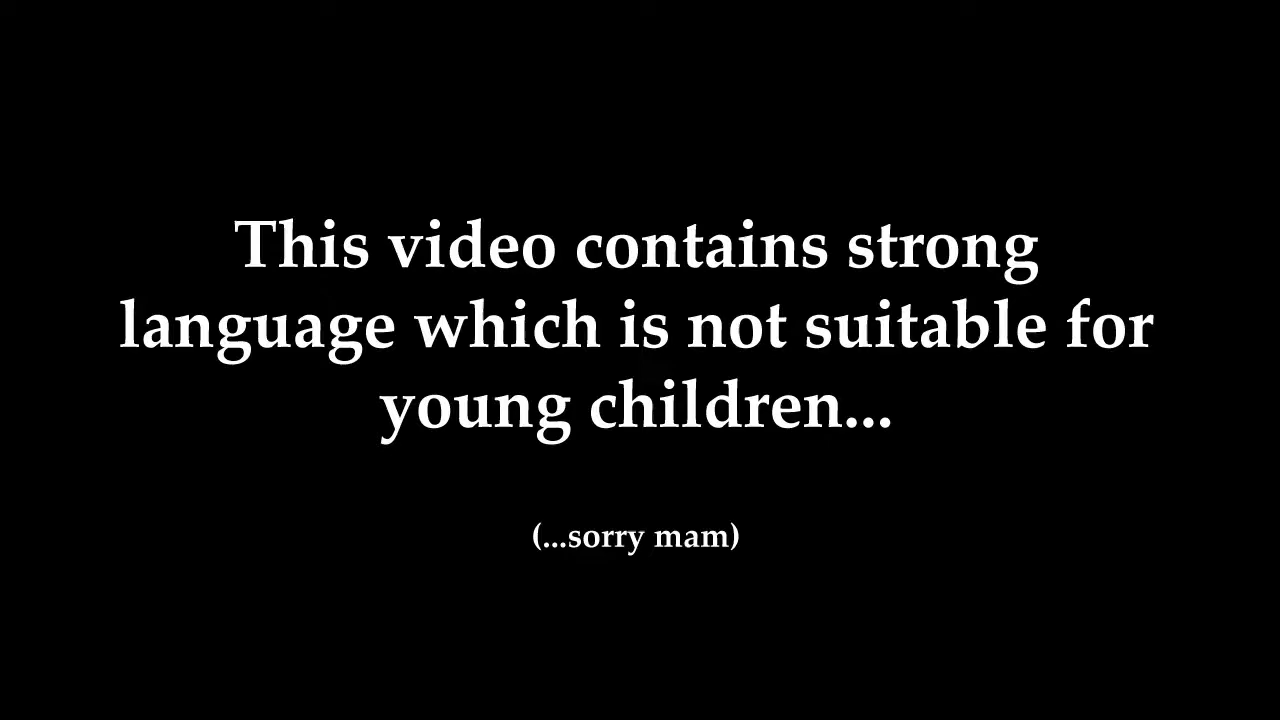 This video contains strong
language which is not suitable for
young children...
(...sorry mam)